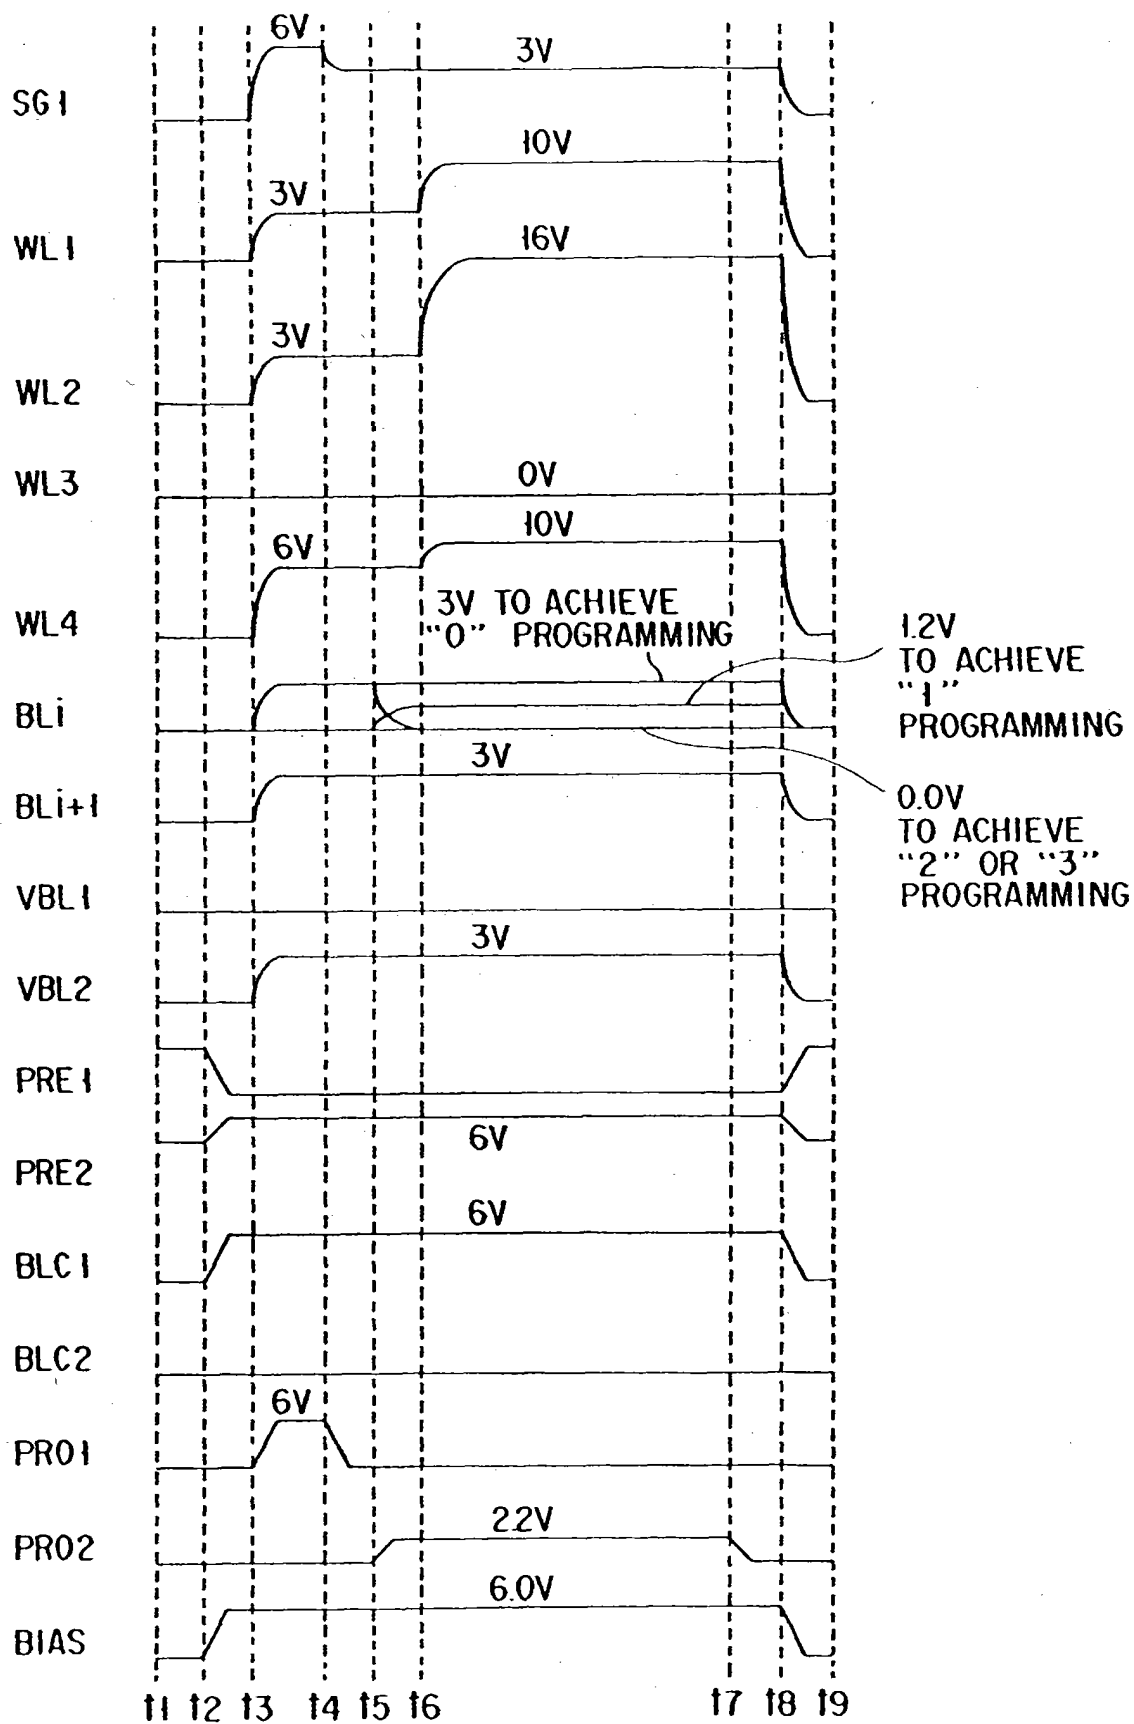 6V
3V
SG1
10V
3V
WL1
16V
3V
WL2
WL3
0V
10V
6V
WL4
3V TO ACHIEVE
"0" PROGRAMMING
1.2V
TO ACHIEVE
"1"
PROGRAMMING
BLi
3V
BLi+1
0.0V
TO ACHIEVE
"2" OR "3"
PROGRAMMING
VBL1
3V
VBL2
PRE1
6V
PRE2
6V
BLC1
BLC2
6V
PRO1
2.2V
PRO2
6.0V
BIAS
t1 t2 t3 t4 t5 t6 t7 t8 t9